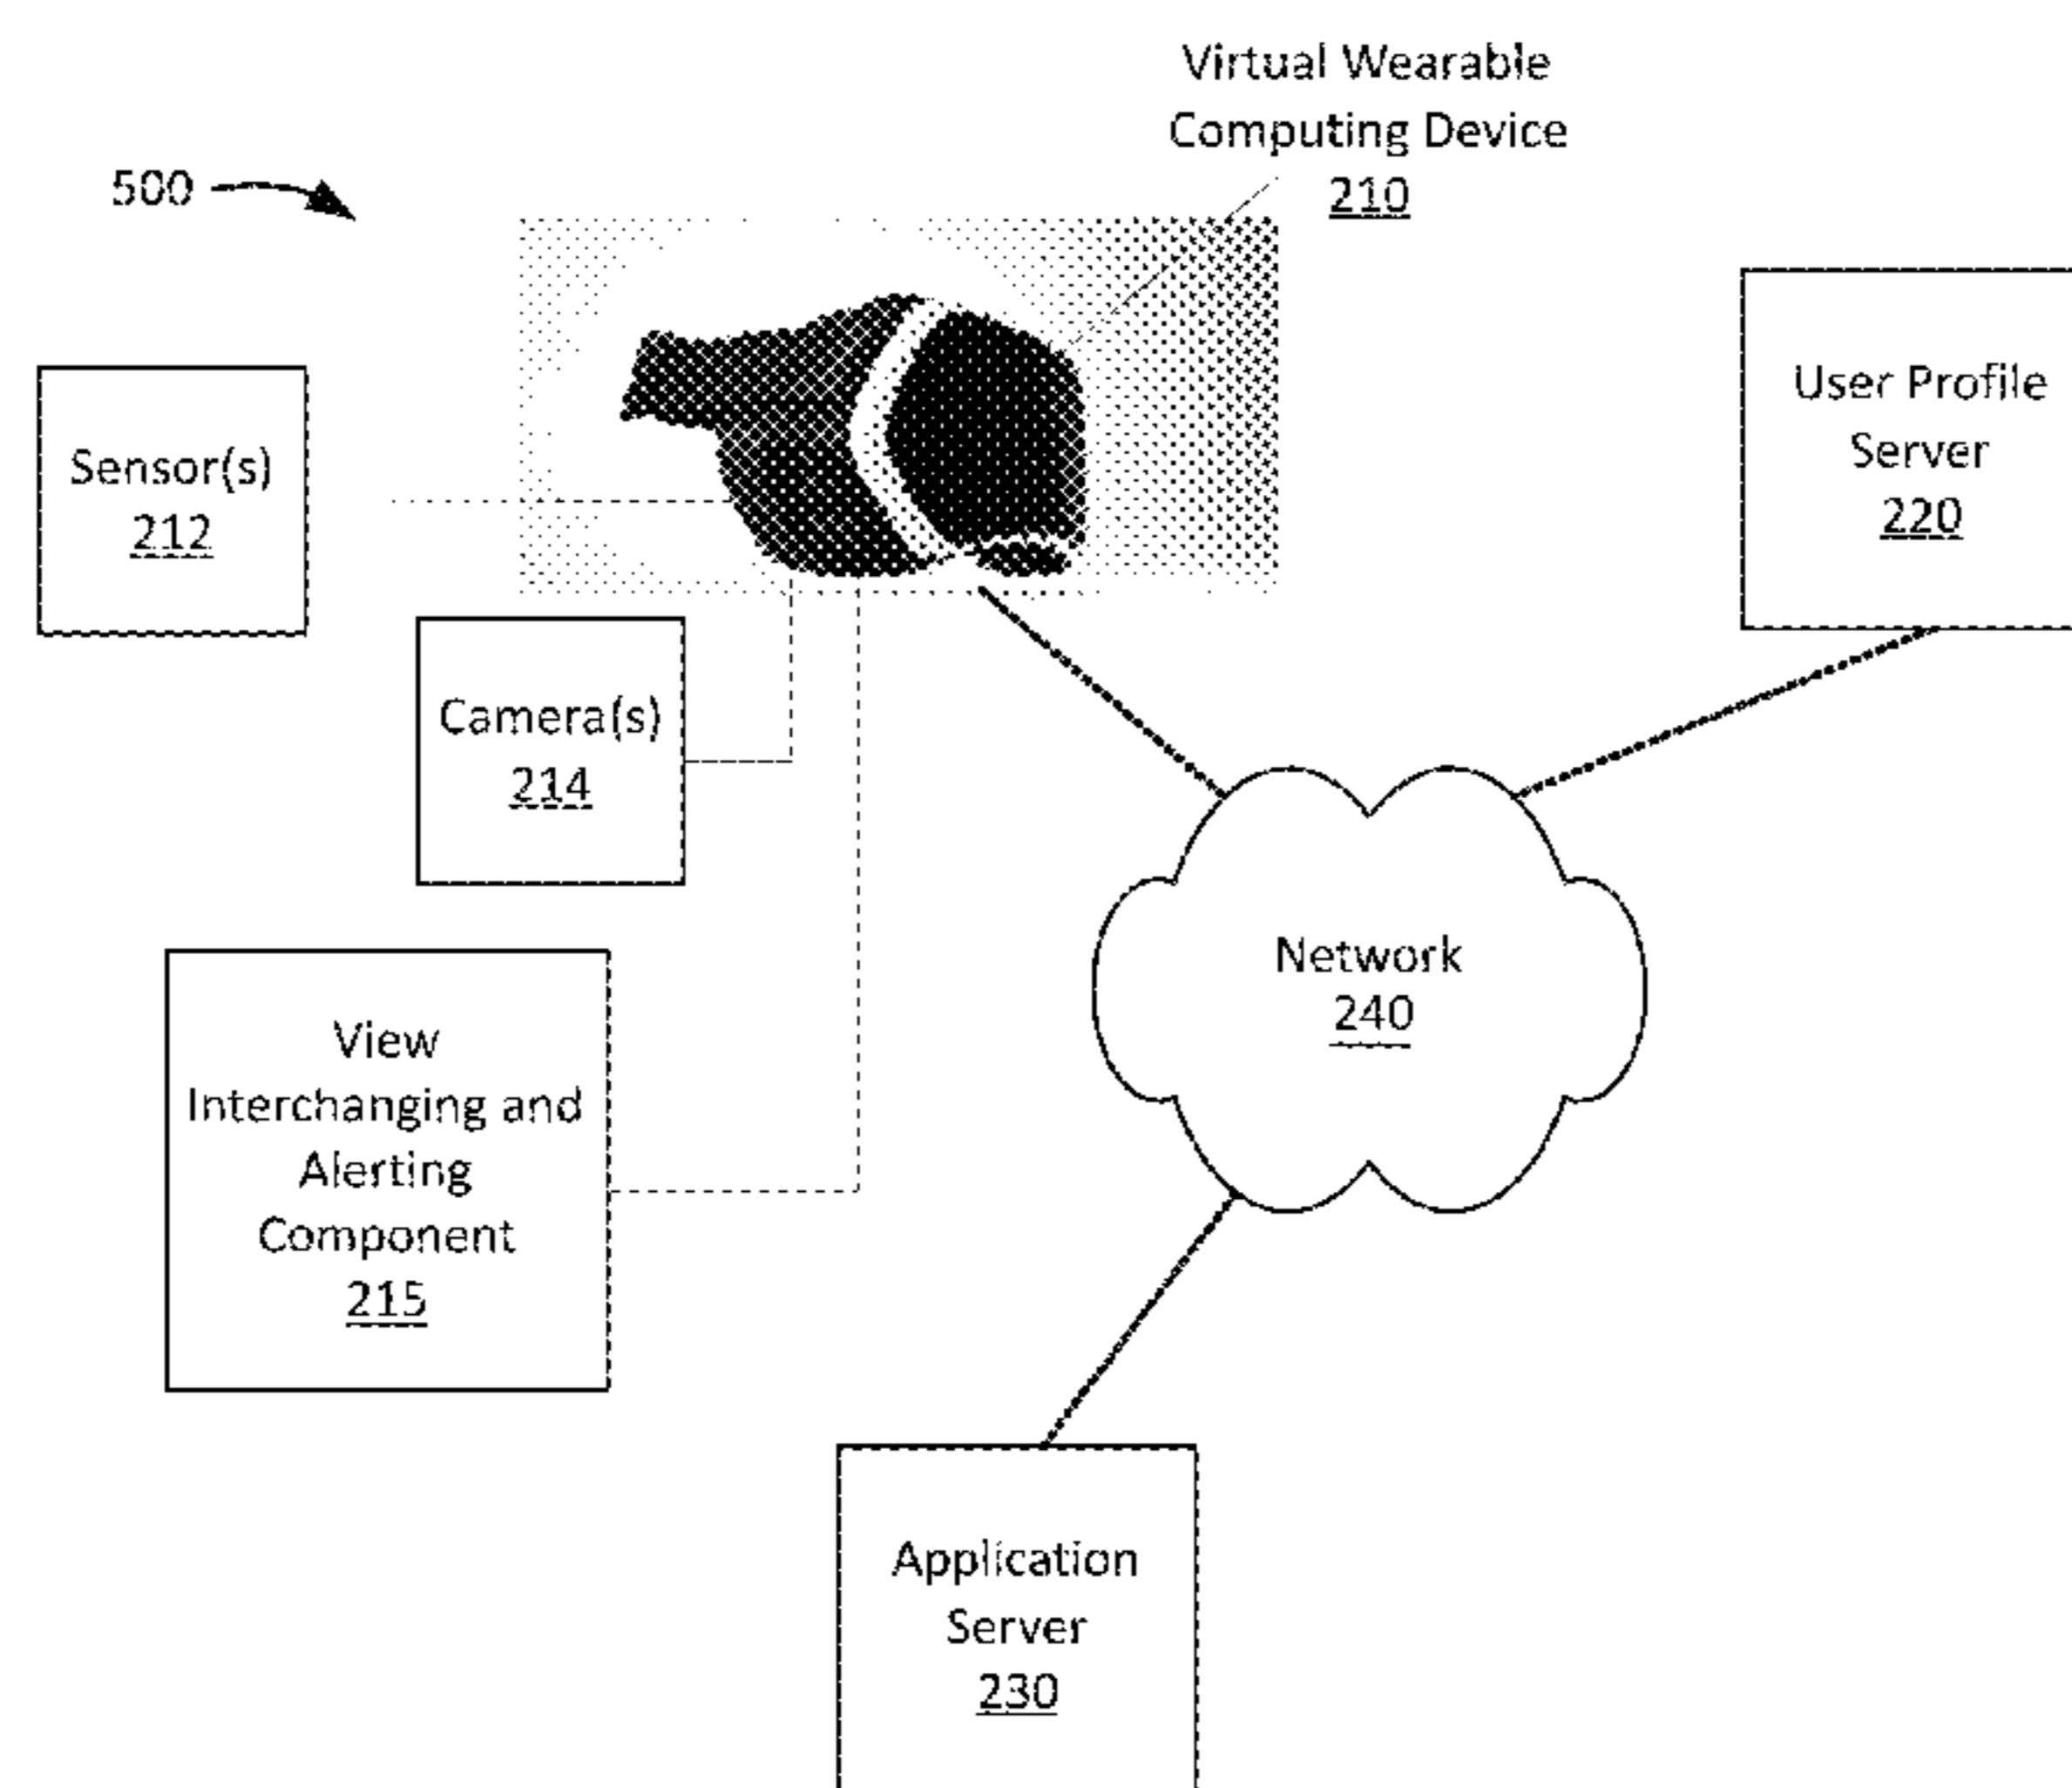 Virtual Wearable
Computing Device
210
500
User Profile
Server
220
Sensor(s)
212
Camera(s)
214
Network
240
View
Interchanging and
Alerting
Component
215
Application
Server
230